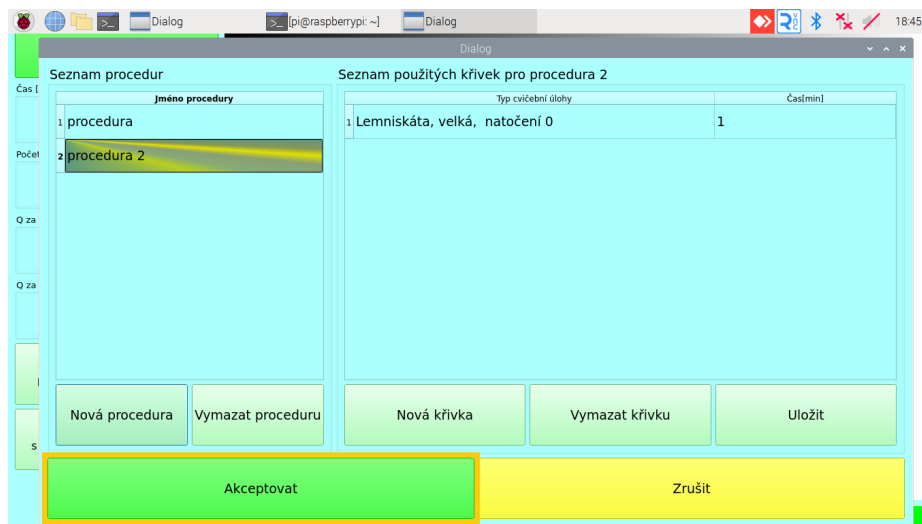 Dialog
[pi@raspberrypi: ~]
Dialog
18:45
Dialog
Seznam procedur
Seznam použitých křivek pro procedura 2
Čas [
Jméno procedury
Typ cvičební úlohy
Čas[min]
1 procedura
1 Lemniskáta, velká, natočení 0
1
Počet
2 procedura 2
Q za
Q za
Nová procedura
Vymazat proceduru
Nová křivka
Vymazat křivku
Uložit
s
Akceptovat
Zrušit